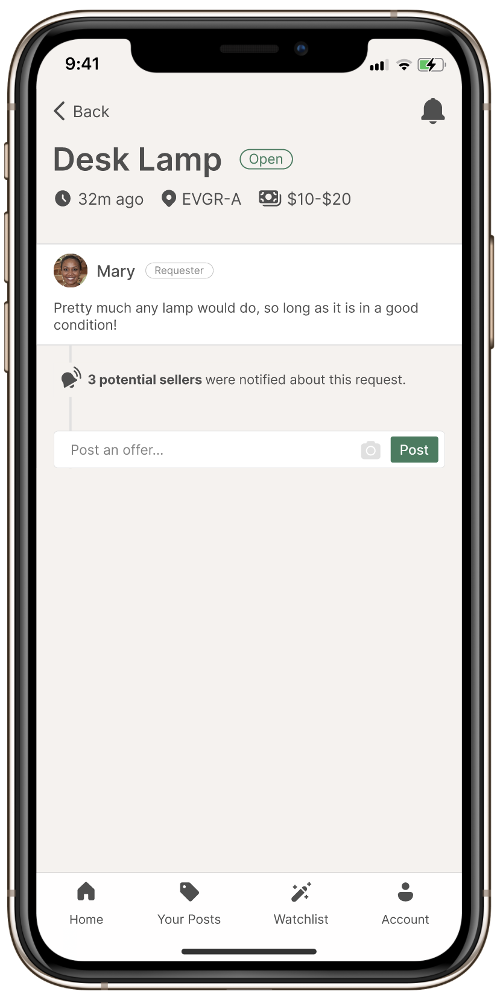 9:41
Back
Desk Lamp Open
32m ago EVGR-A $10-$20
Mary Requester
Pretty much any lamp would do, so long as it is in a good
condition!
3 potential sellers were notified about this request.
Post an offer... Post
Home Your Posts Watchlist Account